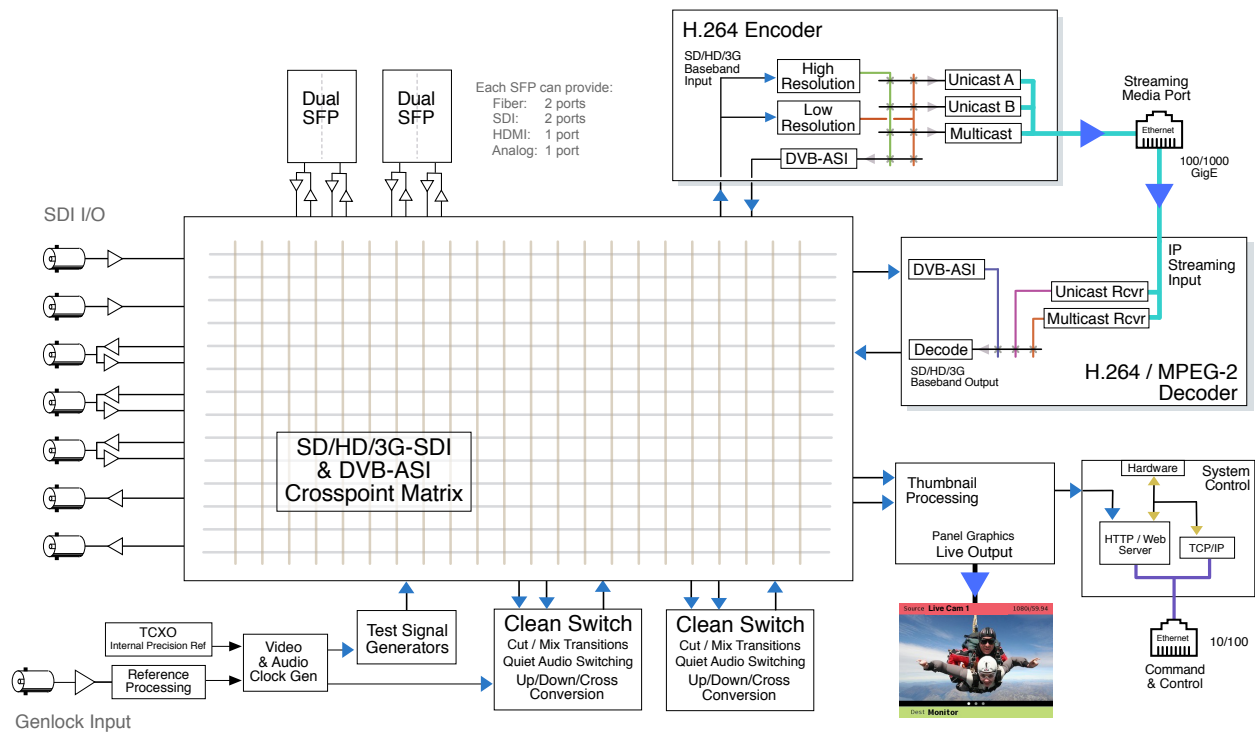 H.264 Encoder
SD/HD/3G
Baseband
Input
High
Resolution
Low
Resolution
DVB-ASI
Unicast A
Unicast B
Multicast
Streaming
Media Port
Ethernet
100/1000
GigE
Dual
SFP
Dual
SFP
Each SFP can provide:
Fiber: 2 ports
SDI: 2 ports
HDMI: 1 port
Analog: 1 port
SDI I/O
SD/HD/3G-SDI
& DVB-ASI
Crosspoint Matrix
DVB-ASI
IP
Streaming
Input
Unicast Rcvr
Multicast Rcvr
Decode
SD/HD/3G
Baseband Output
H.264 / MPEG-2
Decoder
Thumbnail
Processing
Panel Graphics
Live Output
Hardware
System
Control
HTTP / Web
Server
TCP/IP
Ethernet
10/100
Command
& Control
Source Live Cam 1 1080i/59.94
Dest Monitor
TCXO
Internal Precision Ref
Reference
Processing
Video
& Audio
Clock Gen
Test Signal
Generators
Clean Switch
Cut / Mix Transitions
Quiet Audio Switching
Up/Down/Cross
Conversion
Clean Switch
Cut / Mix Transitions
Quiet Audio Switching
Up/Down/Cross
Conversion
Genlock Input